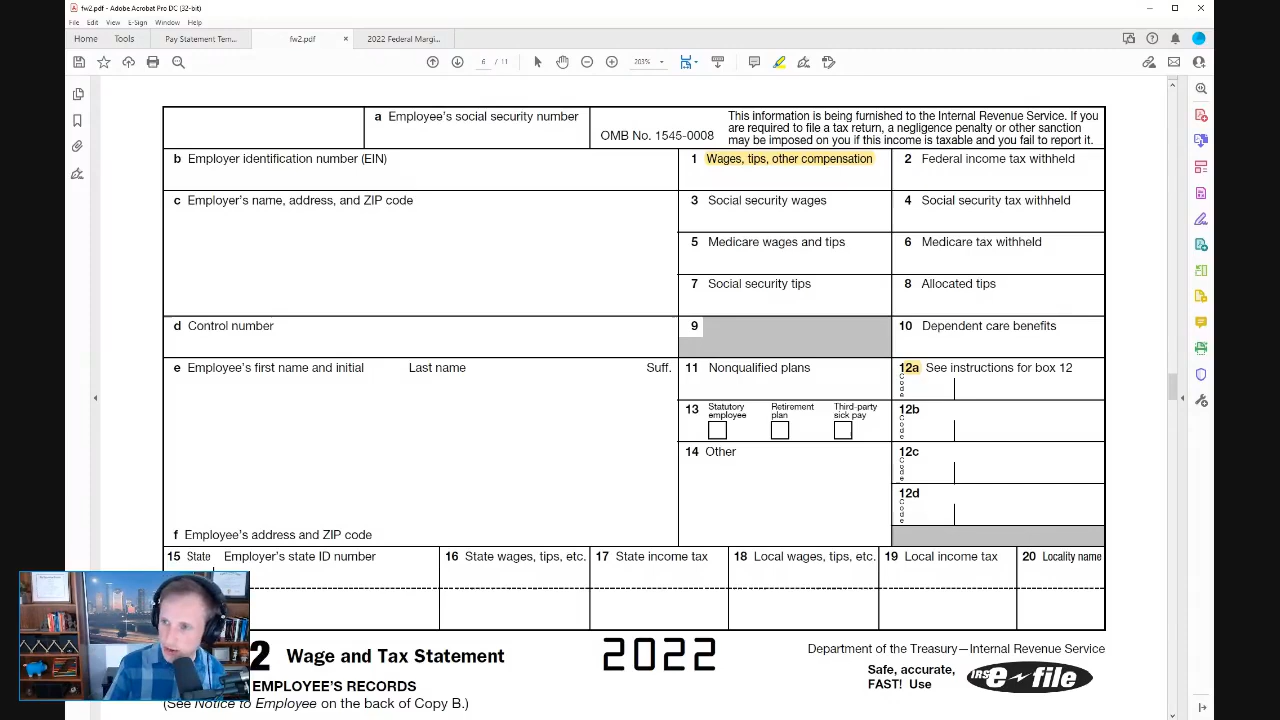 fw2.pdf - Adobe Acrobat Pro DC (32-bit)
File Edit View E-Sign Window Help
Home Tools Pay Statement Tem... fw2.pdf × 2022 Federal Margi...
6 / 11 203%
a Employee's social security number
OMB No. 1545-0008
This information is being furnished to the Internal Revenue Service. If you
are required to file a tax return, a negligence penalty or other sanction
may be imposed on you if this income is taxable and you fail to report it.
b Employer identification number (EIN)
1 Wages, tips, other compensation
2 Federal income tax withheld
c Employer's name, address, and ZIP code
3 Social security wages
4 Social security tax withheld
5 Medicare wages and tips
6 Medicare tax withheld
7 Social security tips
8 Allocated tips
d Control number
9
10 Dependent care benefits
e Employee's first name and initial Last name Suff.
11 Nonqualified plans
12a See instructions for box 12
Code
13 Statutory employee Retirement plan Third-party sick pay
12b
Code
14 Other
12c
Code
12d
Code
f Employee's address and ZIP code
15 State Employer's state ID number
16 State wages, tips, etc.
17 State income tax
18 Local wages, tips, etc.
19 Local income tax
20 Locality name
2 Wage and Tax Statement
2022
Department of the Treasury—Internal Revenue Service
Safe, accurate,
FAST! Use
IRS e-file
EMPLOYEE'S RECORDS
(See Notice to Employee on the back of Copy B.)